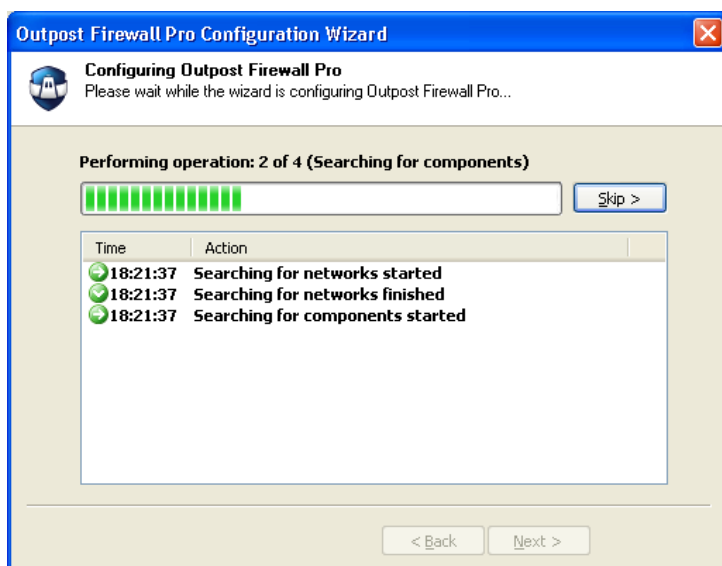 Outpost Firewall Pro Configuration Wizard
Configuring Outpost Firewall Pro
Please wait while the wizard is configuring Outpost Firewall Pro...
Performing operation: 2 of 4 (Searching for components)
Skip >
Time Action
18:21:37 Searching for networks started
18:21:37 Searching for networks finished
18:21:37 Searching for components started
< Back Next >